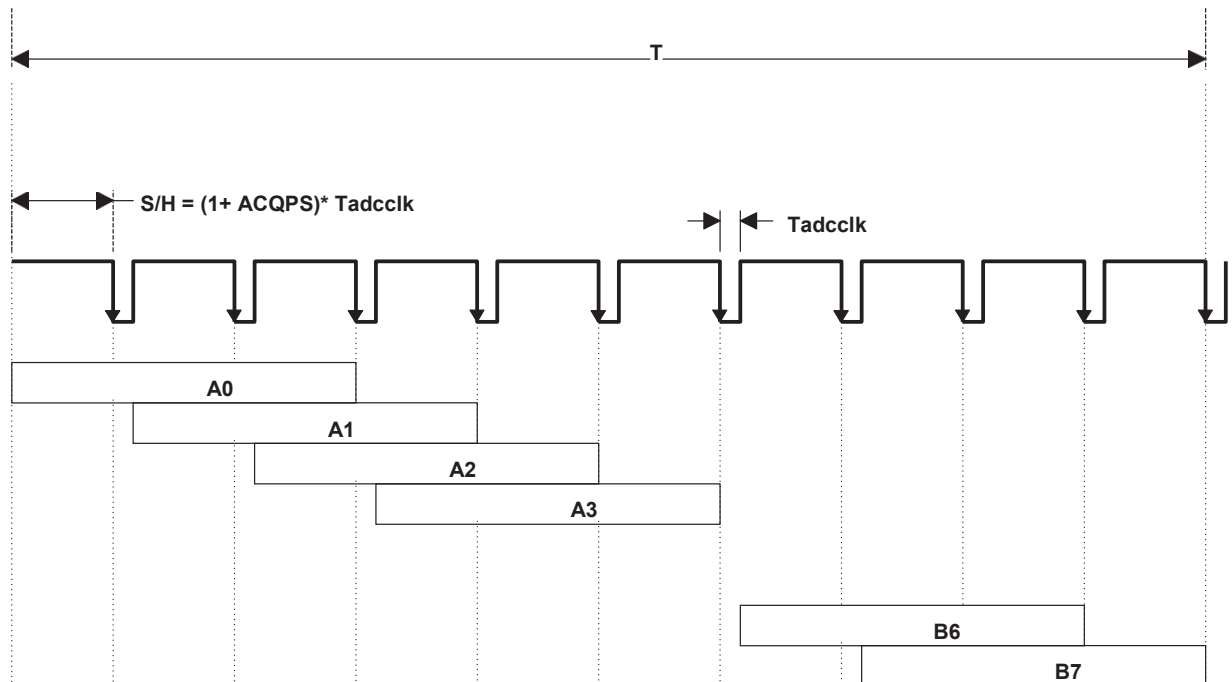 T
S/H = (1+ ACQPS)* Tadcclk
Tadcclk
A0
A1
A2
A3
B6
B7